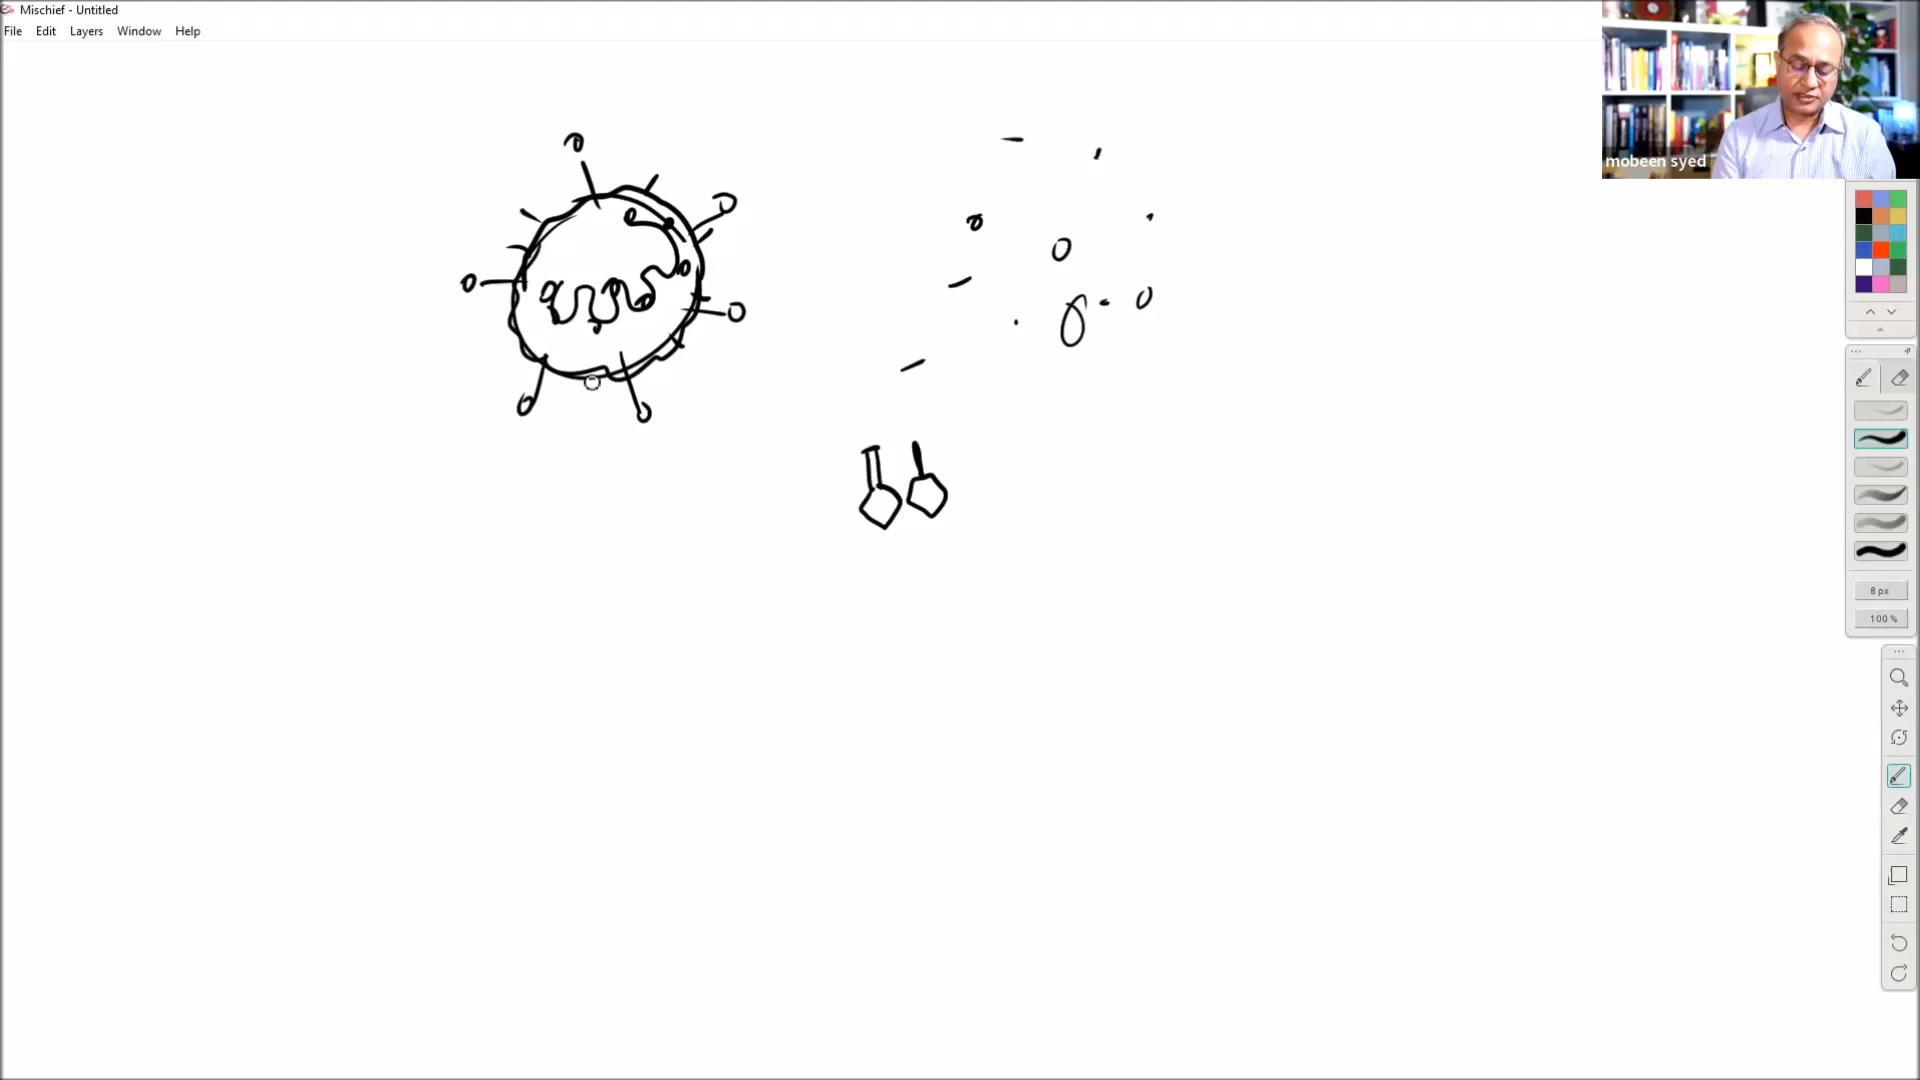 Mischief - Untitled
File Edit Layers Window Help
mobeen syed
8 px
100 %